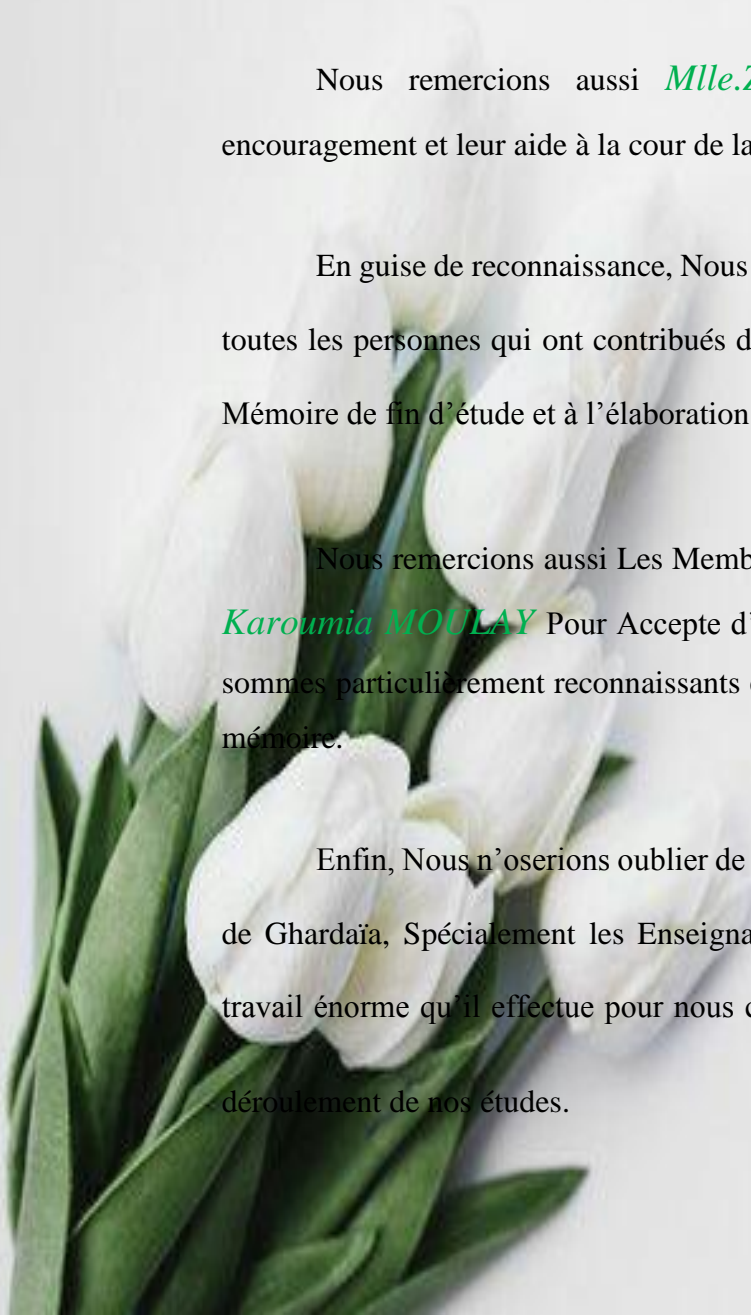 Nous remercions aussi Mlle.Z
encouragement et leur aide à la cour de la
En guise de reconnaissance, Nous
toutes les personnes qui ont contribués d
Mémoire de fin d’étude et à l’élaboration
Nous remercions aussi Les Memb
Karoumia MOULAY Pour Accepte d’
sommes particulièrement reconnaissants
mémoire.
Enfin, Nous n’oserions oublier de
de Ghardaïa, Spécialement les Enseigna
travail énorme qu’il effectue pour nous
déroulement de nos études.